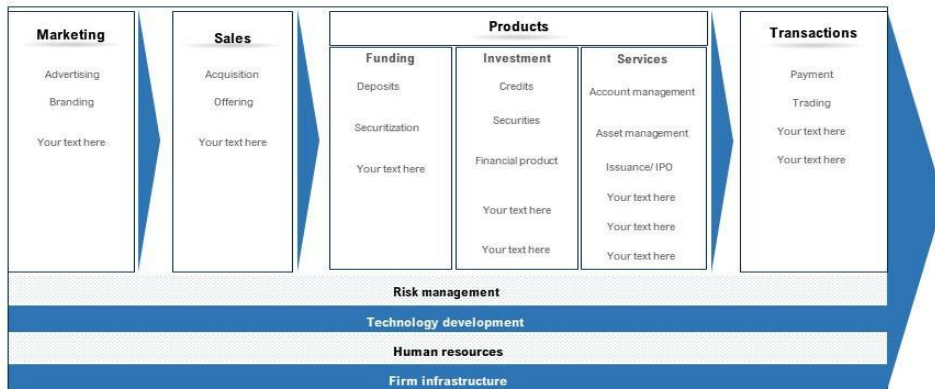 Marketing
Advertising
Branding
Your text here
Sales
Acquisition
Offering
Your text here
Products
Funding
Deposits
Securitization
Your text here
Investment
Credits
Securities
Financial product
Your text here
Your text here
Services
Account management
Asset management
Issuance/ IPO
Your text here
Your text here
Your text here
Transactions
Payment
Trading
Your text here
Your text here
Risk management
Technology development
Human resources
Firm infrastructure